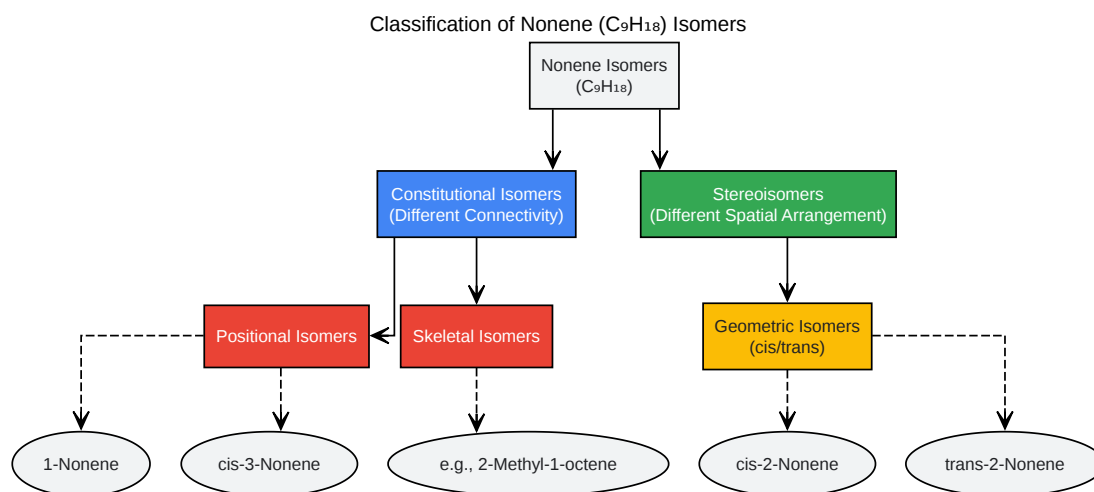 Classification of Nonene (C₉H₁₈) Isomers
Nonene Isomers
(C₉H₁₈)
Constitutional Isomers
(Different Connectivity)
Stereoisomers
(Different Spatial Arrangement)
Positional Isomers
Skeletal Isomers
Geometric Isomers
(cis/trans)
1-Nonene
cis-3-Nonene
e.g., 2-Methyl-1-octene
cis-2-Nonene
trans-2-Nonene